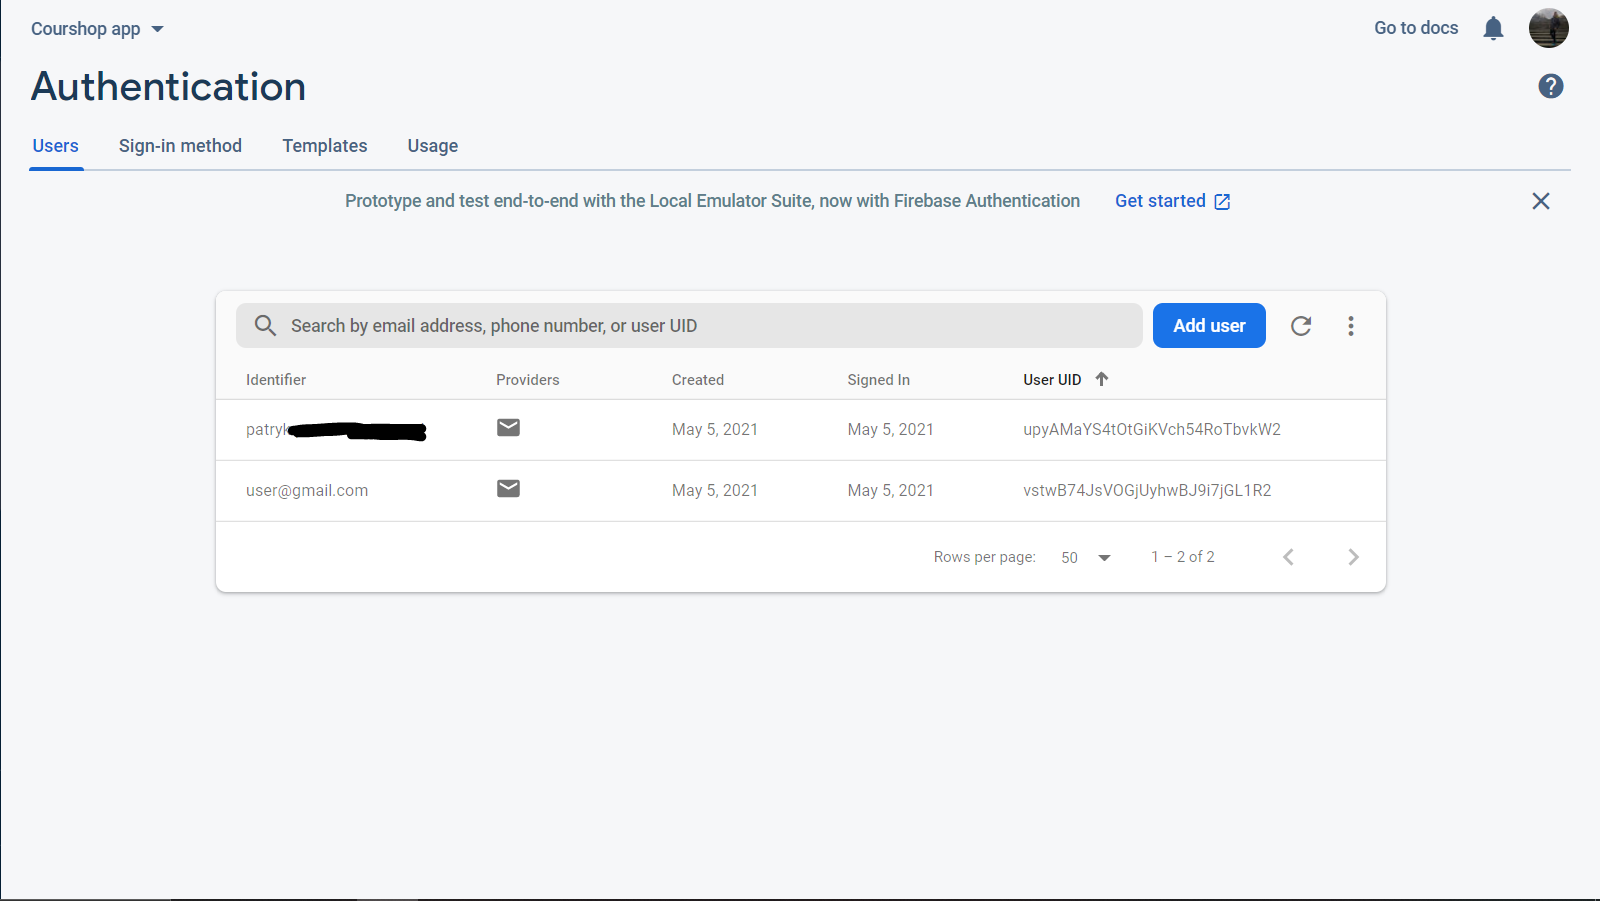 Courshop app
Go to docs
Authentication
Users Sign-in method Templates Usage
Prototype and test end-to-end with the Local Emulator Suite, now with Firebase Authentication Get started
Search by email address, phone number, or user UID
Add user
Identifier Providers Created Signed In User UID
patryk May 5, 2021 May 5, 2021 upyAMaYS4tOtGiKVch54RoTbvkW2
user@gmail.com May 5, 2021 May 5, 2021 vstwB74JsVOGjUyhwBJ9i7jGL1R2
Rows per page: 50 1 – 2 of 2